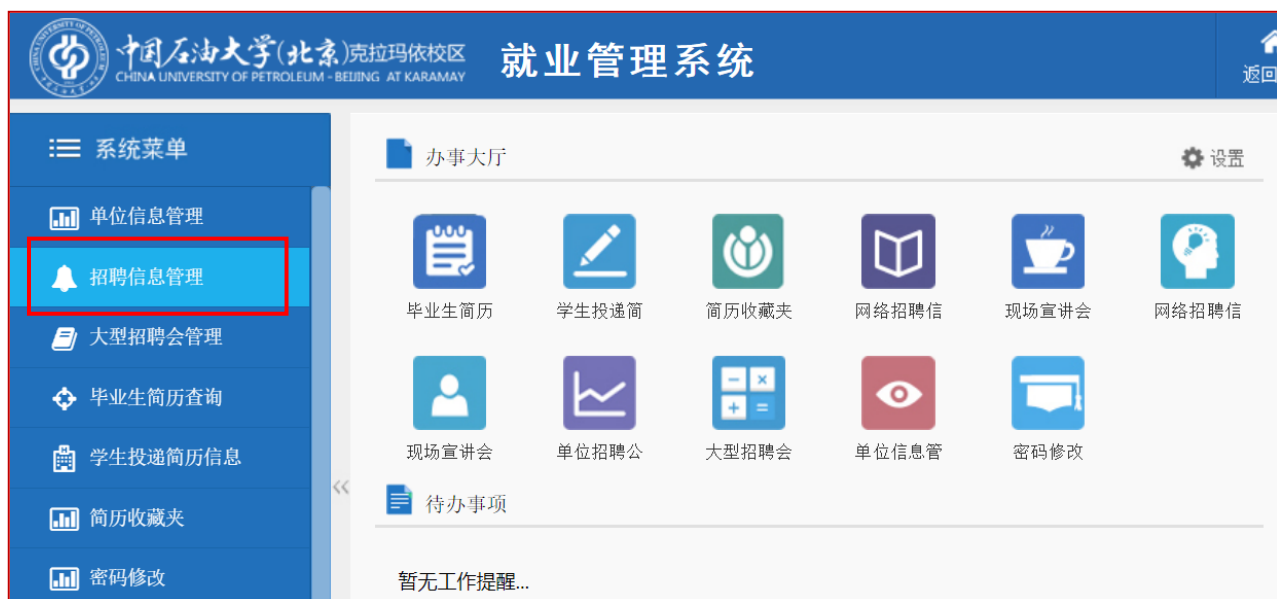 中国石油大学(北京)克拉玛依校区
CHINA UNIVERSITY OF PETROLEUM - BEIJING AT KARAMAY
就业管理系统
返回
系统菜单
单位信息管理
招聘信息管理
大型招聘会管理
毕业生简历查询
学生投递简历信息
简历收藏夹
密码修改
办事大厅
设置
毕业生简历 学生投递简 简历收藏夹 网络招聘信 现场宣讲会 网络招聘信
现场宣讲会 单位招聘公 大型招聘会 单位信息管 密码修改
待办事项
暂无工作提醒...